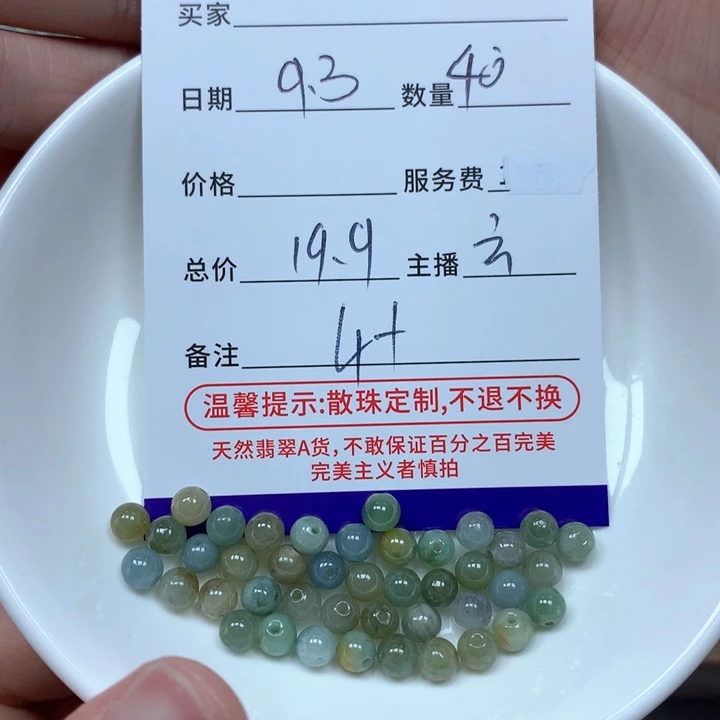 买家
日期 9.3 数量 40
价格 服务费
总价 19.9 主播 云
备注 4+
温馨提示:散珠定制,不退不换
天然翡翠A货,不敢保证百分之百完美
完美主义者慎拍